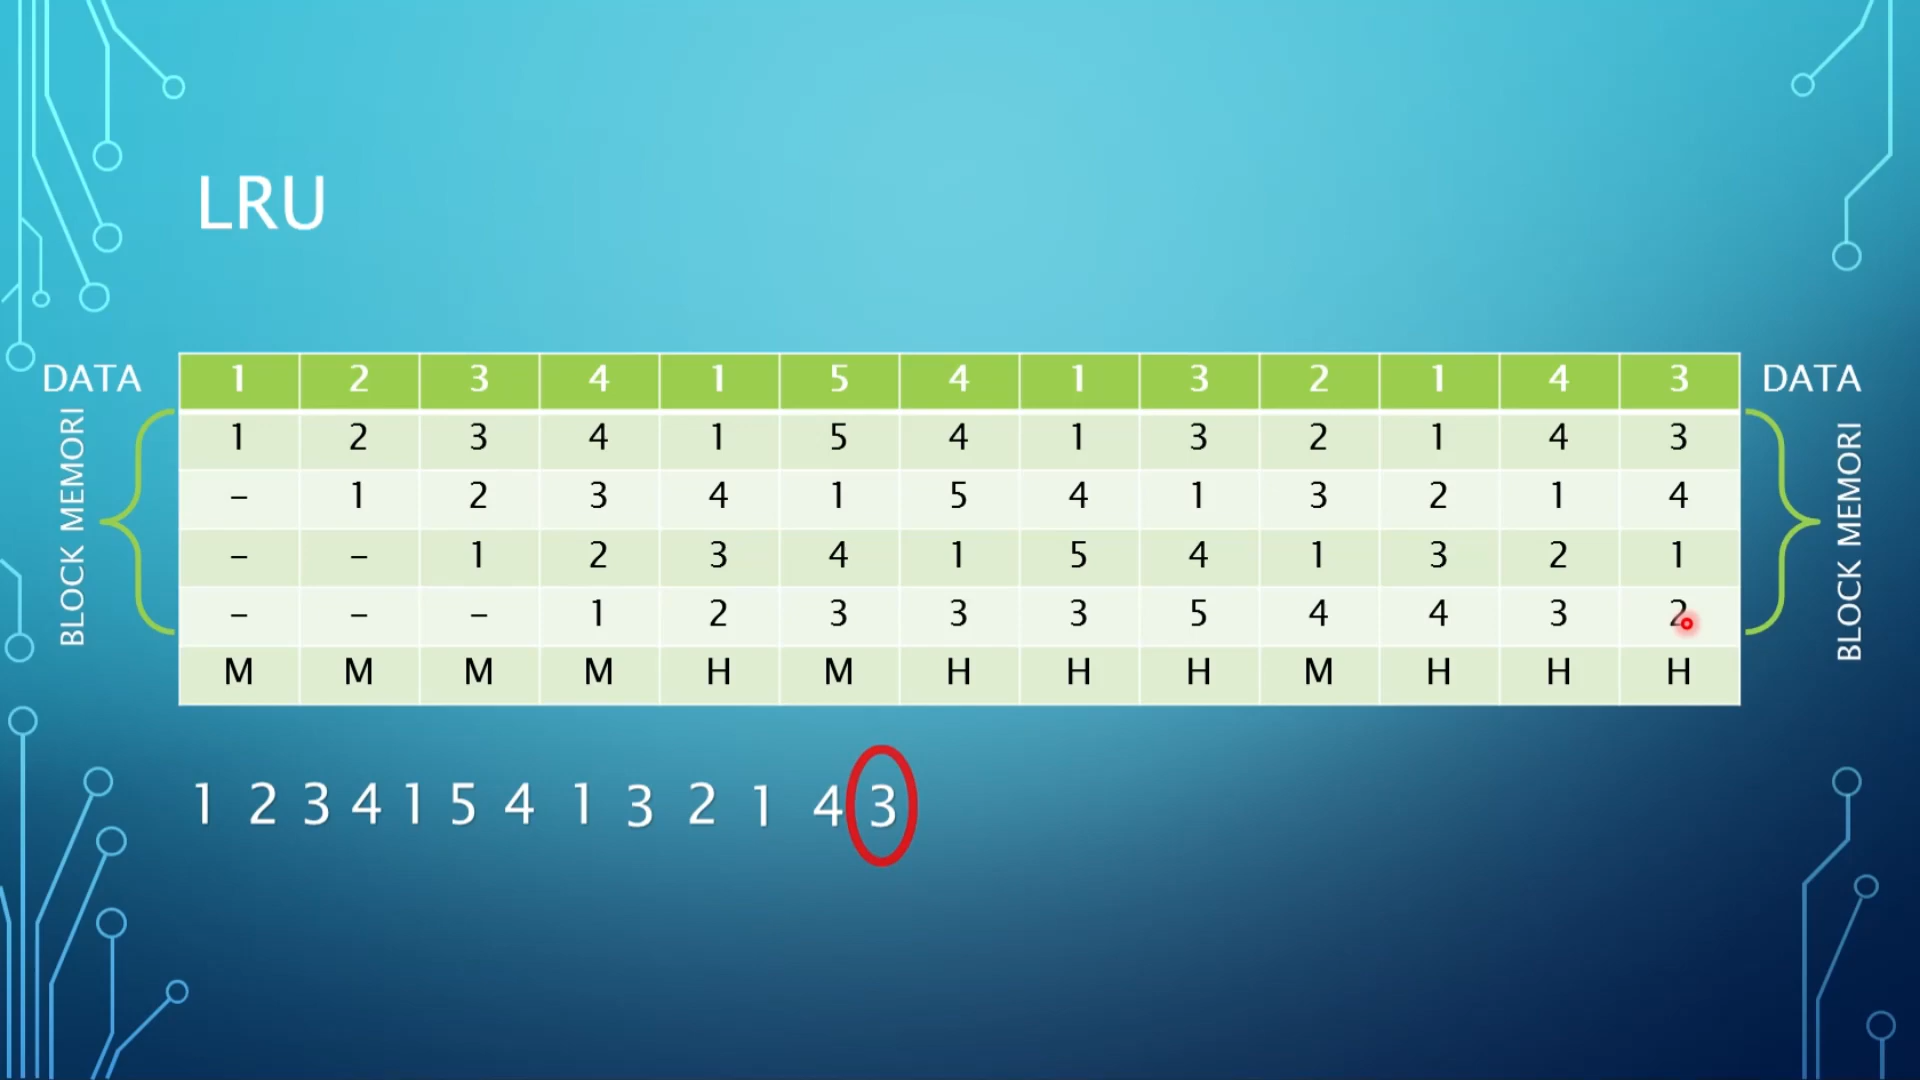 LRU
DATA 1 2 3 4 1 5 4 1 3 2 1 4 3 DATA
BLOCK MEMORI
1 2 3 4 1 5 4 1 3 2 1 4 3
– 1 2 3 4 1 5 4 1 3 2 1 4
– – 1 2 3 4 1 5 4 1 3 2 1
– – – 1 2 3 3 3 5 4 4 3 2
M M M M H M H H H M H H H
BLOCK MEMORI
1 2 3 4 1 5 4 1 3 2 1 4 3